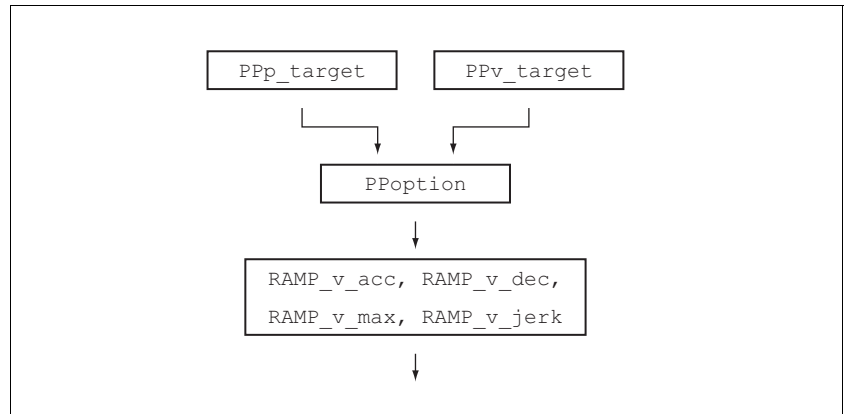 PPp_target
PPv_target
PPoption
RAMP_v_acc, RAMP_v_dec,
RAMP_v_max, RAMP_v_jerk